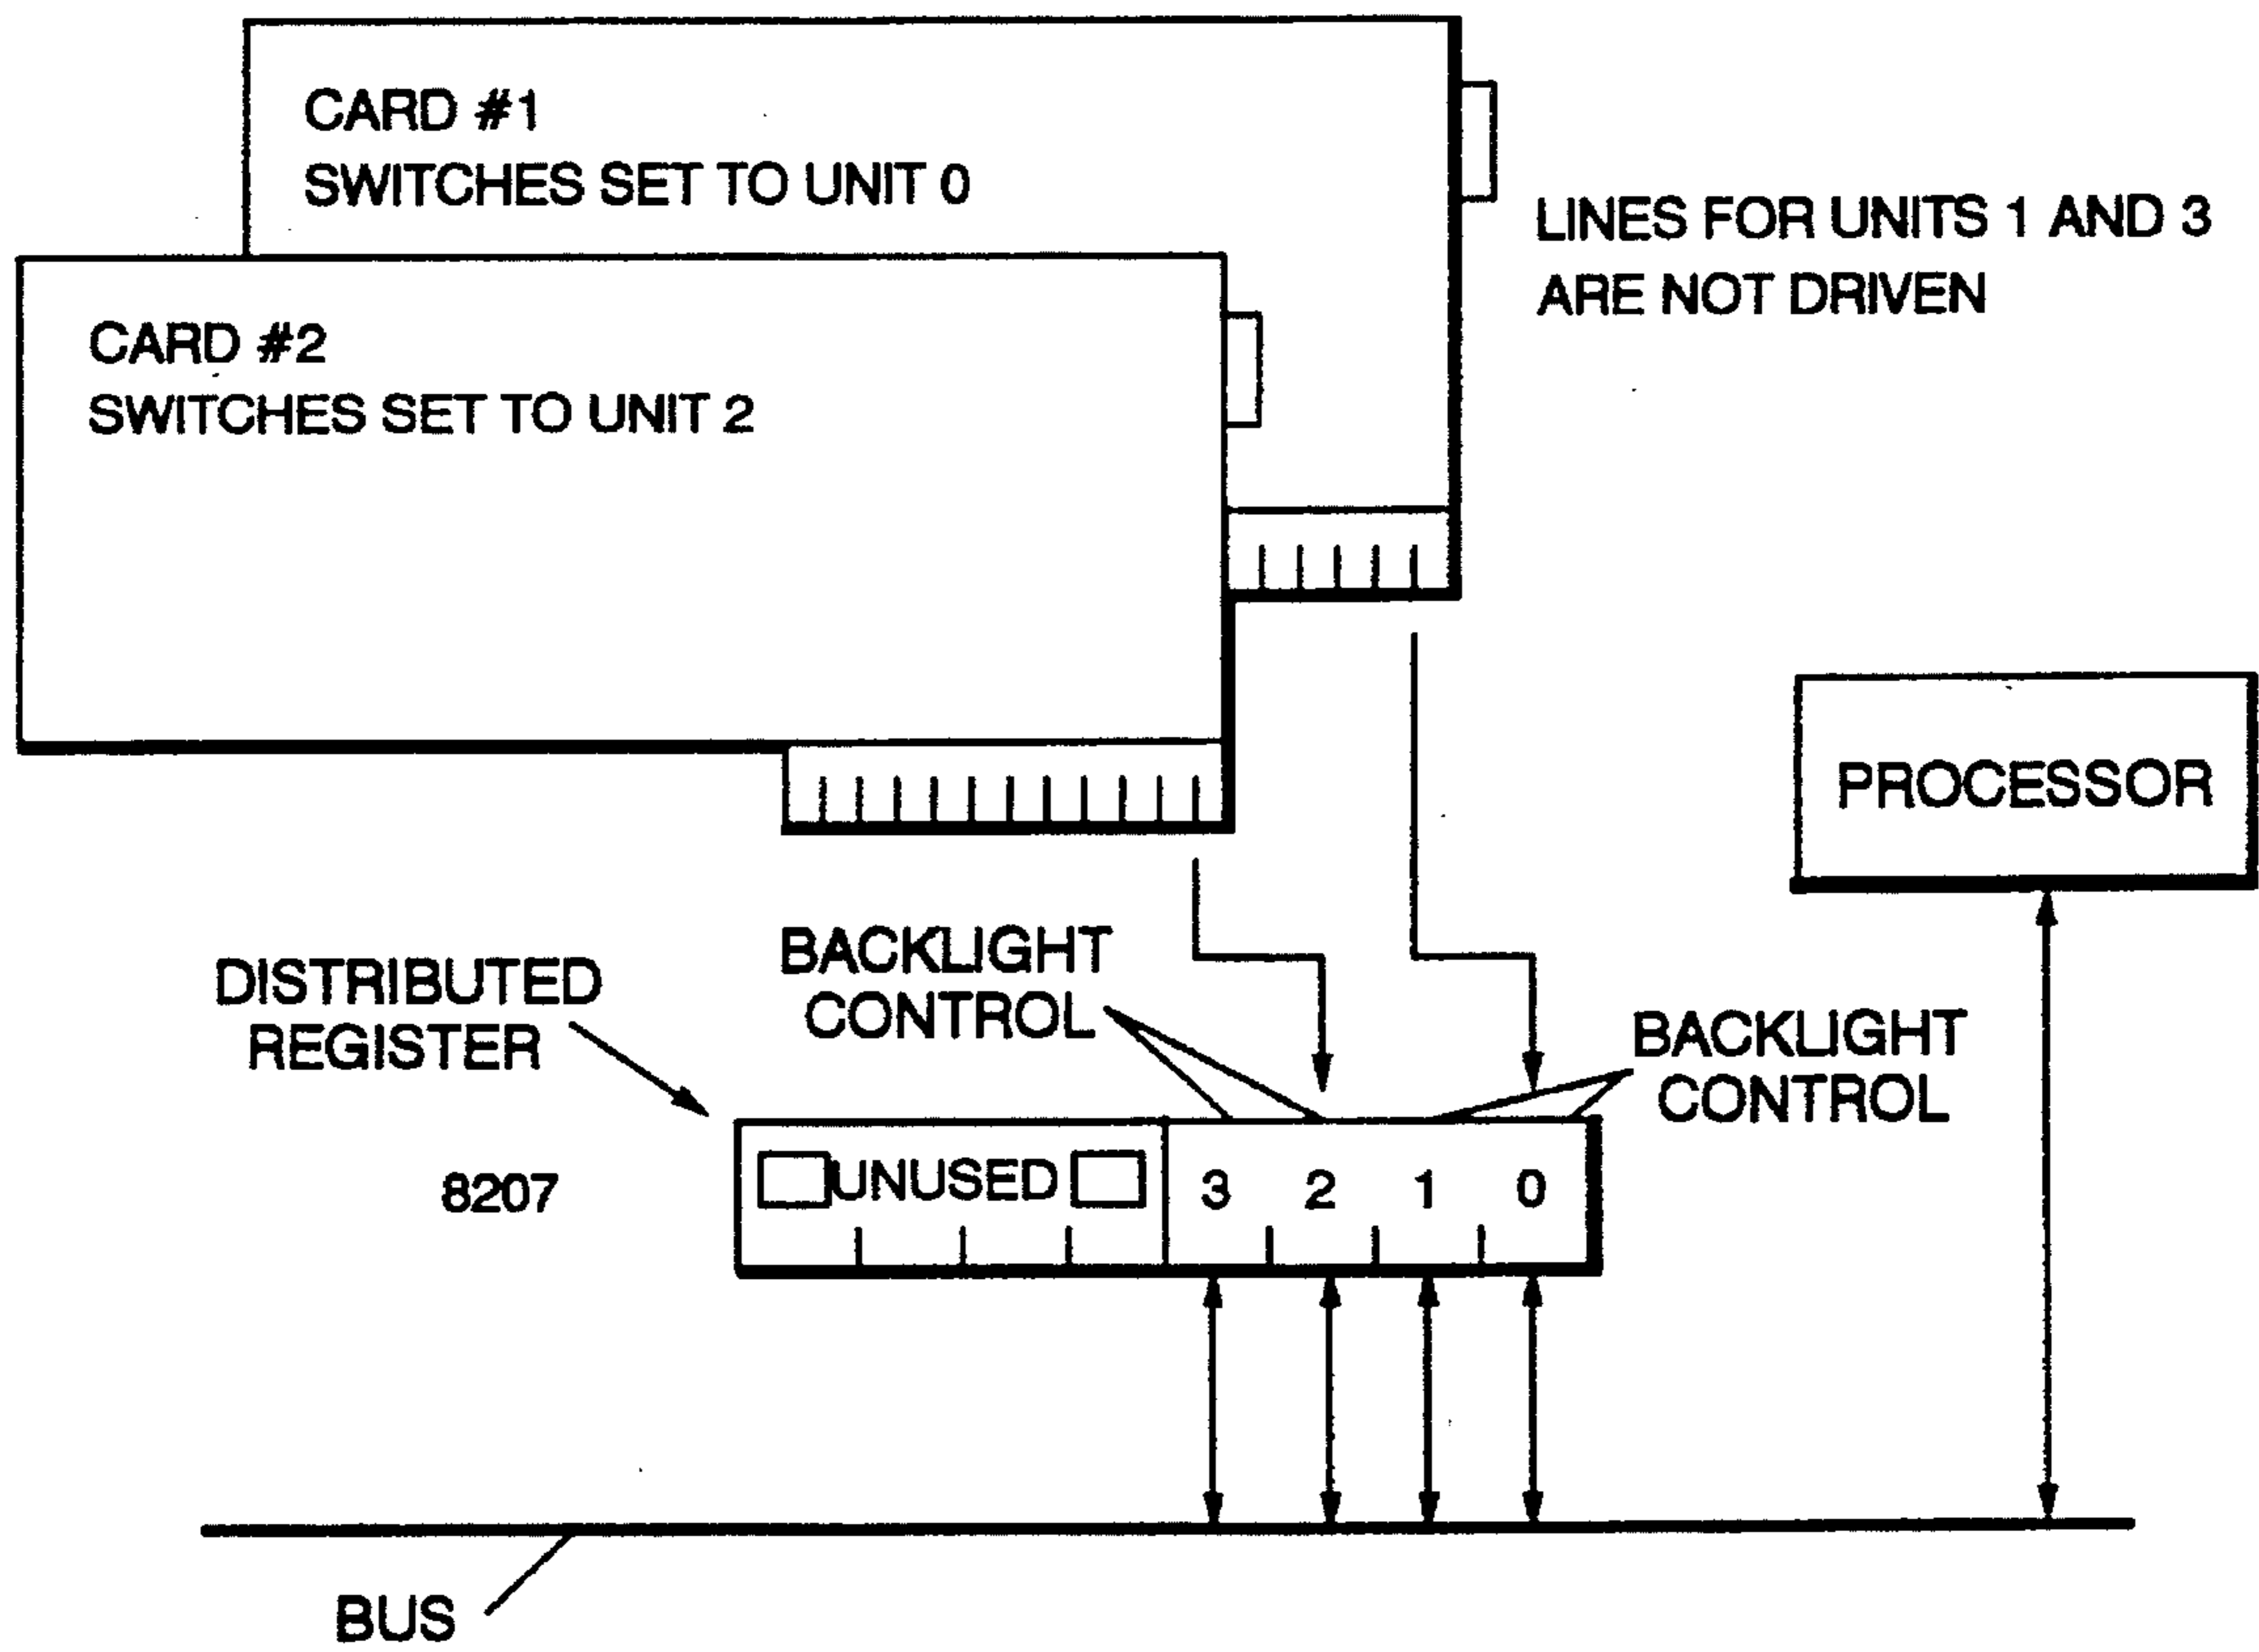 CARD #1
SWITCHES SET TO UNIT 0
LINES FOR UNITS 1 AND 3
ARE NOT DRIVEN
CARD #2
SWITCHES SET TO UNIT 2
PROCESSOR
BACKLIGHT
CONTROL
DISTRIBUTED
REGISTER
BACKLIGHT
CONTROL
8207
UNUSED 3 2 1 0
BUS